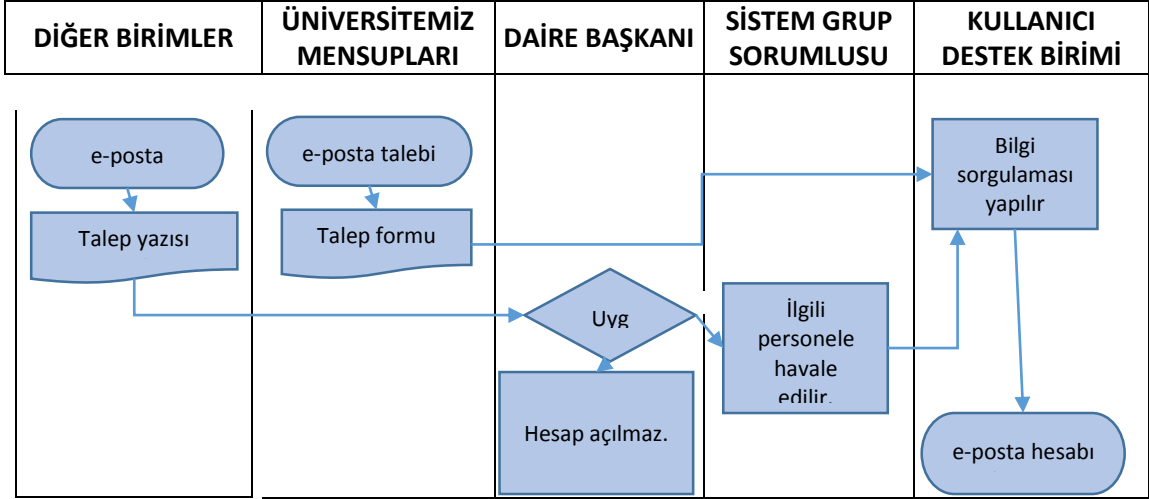 DİĞER BİRİMLER
ÜNİVERSİTEMİZ
MENSUPLARI
DAİRE BAŞKANI
SİSTEM GRUP
SORUMLUSU
KULLANICI
DESTEK BİRİMİ
e-posta
e-posta talebi
Bilgi
sorgulaması
yapılır
Talep yazısı
Talep formu
Uyg
İlgili
personele
havale
edilir.
Hesap açılmaz.
e-posta hesabı